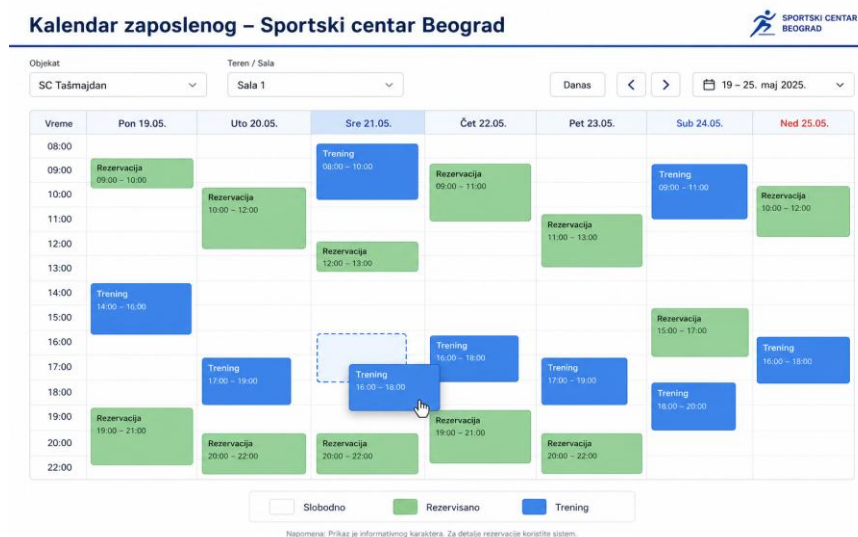 Kalendar zaposlenog – Sportski centar Beograd
SPORTSKI CENTAR
BEOGRAD
Objekat
Teren / Sala
SC Tašmajdan
Sala 1
Danas
19 – 25. maj 2025.
Vreme
Pon 19.05.
Uto 20.05.
Sre 21.05.
Čet 22.05.
Pet 23.05.
Sub 24.05.
Ned 25.05.
08:00
09:00
10:00
11:00
12:00
13:00
14:00
15:00
16:00
17:00
18:00
19:00
20:00
22:00
Rezervacija
09:00 – 10:00
Trening
14:00 – 16:00
Rezervacija
19:00 – 21:00
Rezervacija
10:00 – 12:00
Trening
17:00 – 19:00
Rezervacija
20:00 – 22:00
Trening
08:00 – 10:00
Rezervacija
12:00 – 13:00
Trening
16:00 – 18:00
Rezervacija
20:00 – 22:00
Rezervacija
09:00 – 11:00
Trening
16:00 – 18:00
Rezervacija
19:00 – 21:00
Rezervacija
11:00 – 13:00
Trening
17:00 – 19:00
Rezervacija
20:00 – 22:00
Trening
09:00 – 11:00
Rezervacija
15:00 – 17:00
Trening
18:00 – 20:00
Rezervacija
10:00 – 12:00
Trening
16:00 – 18:00
Slobodno
Rezervisano
Trening
Napomena: Prikaz je informativnog karaktera. Za detalje rezervacije koristite sistem.